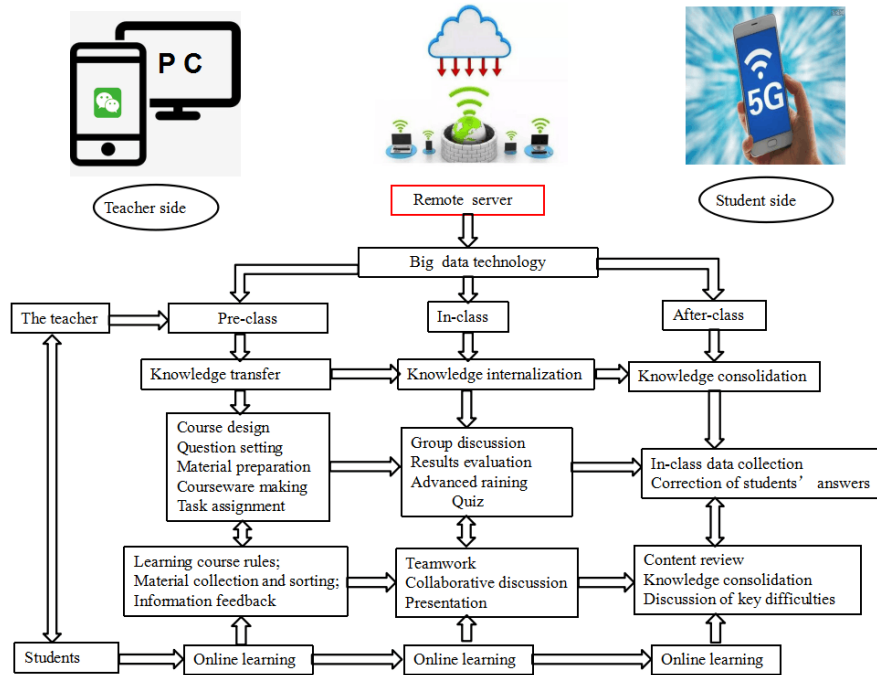 P C
5G
Teacher side
Remote server
Student side
Big data technology
The teacher
Pre-class
In-class
After-class
Knowledge transfer
Knowledge internalization
Knowledge consolidation
Course design
Question setting
Material preparation
Courseware making
Task assignment
Group discussion
Results evaluation
Advanced raining
Quiz
In-class data collection
Correction of students' answers
Learning course rules;
Material collection and sorting;
Information feedback
Teamwork
Collaborative discussion
Presentation
Content review
Knowledge consolidation
Discussion of key difficulties
Students
Online learning
Online learning
Online learning